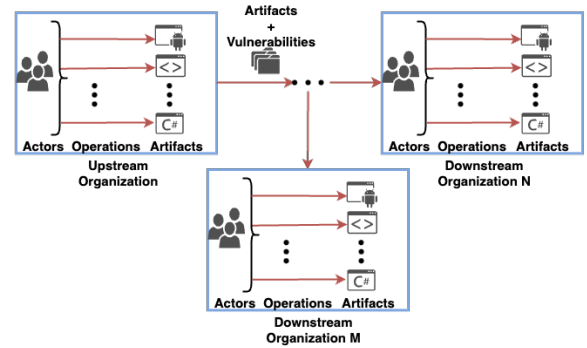 Artifacts
+
Vulnerabilities
< >
C#
Actors Operations Artifacts
Upstream
Organization
< >
C#
Actors Operations Artifacts
Downstream
Organization N
< >
C#
Actors Operations Artifacts
Downstream
Organization M